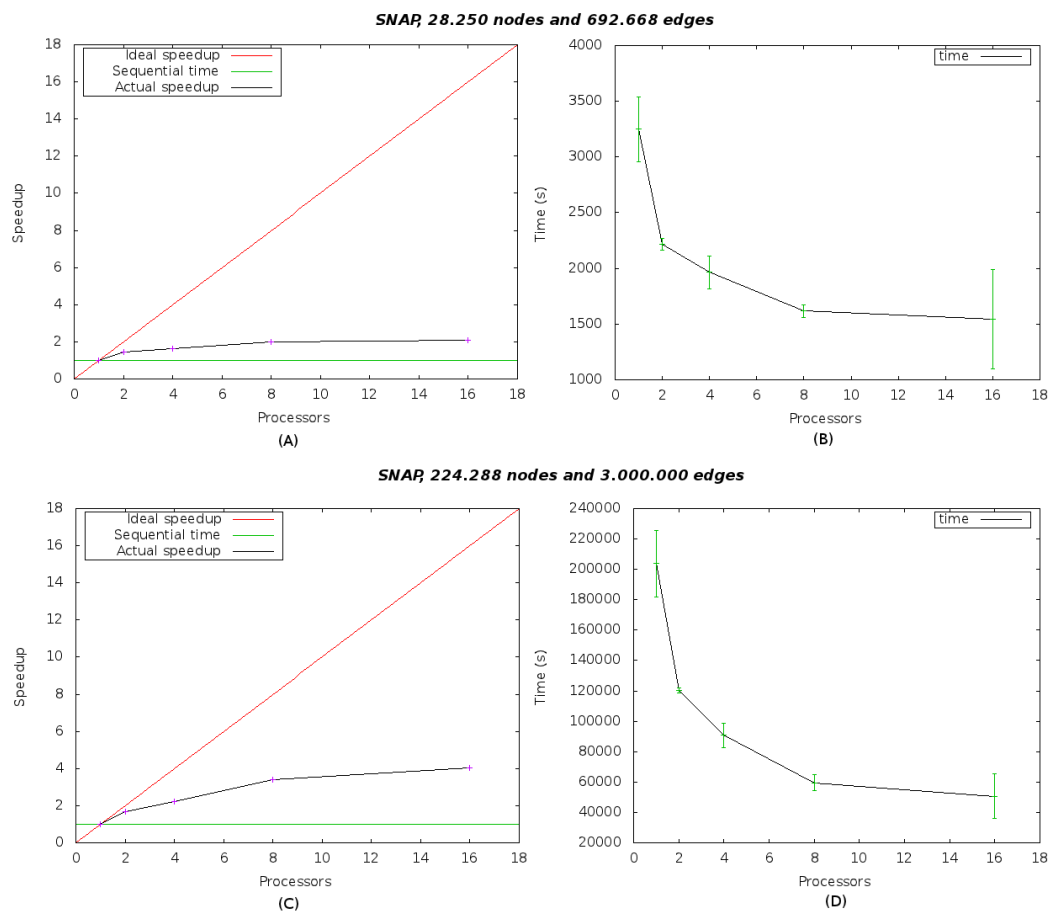 SNAP, 28.250 nodes and 692.668 edges
Ideal speedup
Sequential time
Actual speedup
Speedup
18
16
14
12
10
8
6
4
2
0
0 2 4 6 8 10 12 14 16 18
Processors
(A)
time
Time (s)
4000
3500
3000
2500
2000
1500
1000
0 2 4 6 8 10 12 14 16 18
Processors
(B)
SNAP, 224.288 nodes and 3.000.000 edges
Ideal speedup
Sequential time
Actual speedup
Speedup
18
16
14
12
10
8
6
4
2
0
0 2 4 6 8 10 12 14 16 18
Processors
(C)
time
Time (s)
240000
220000
200000
180000
160000
140000
120000
100000
80000
60000
40000
20000
0 2 4 6 8 10 12 14 16 18
Processors
(D)